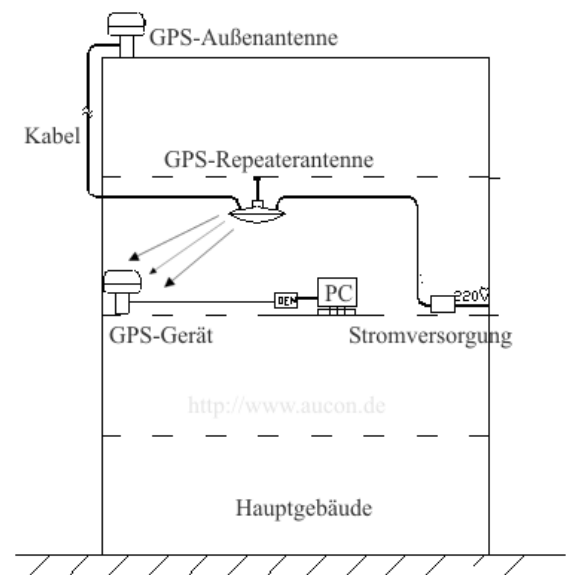 GPS-Außenantenne
Kabel
GPS-Repeaterantenne
PC
220V
GPS-Gerät
Stromversorgung
http://www.aucon.de
Hauptgebäude